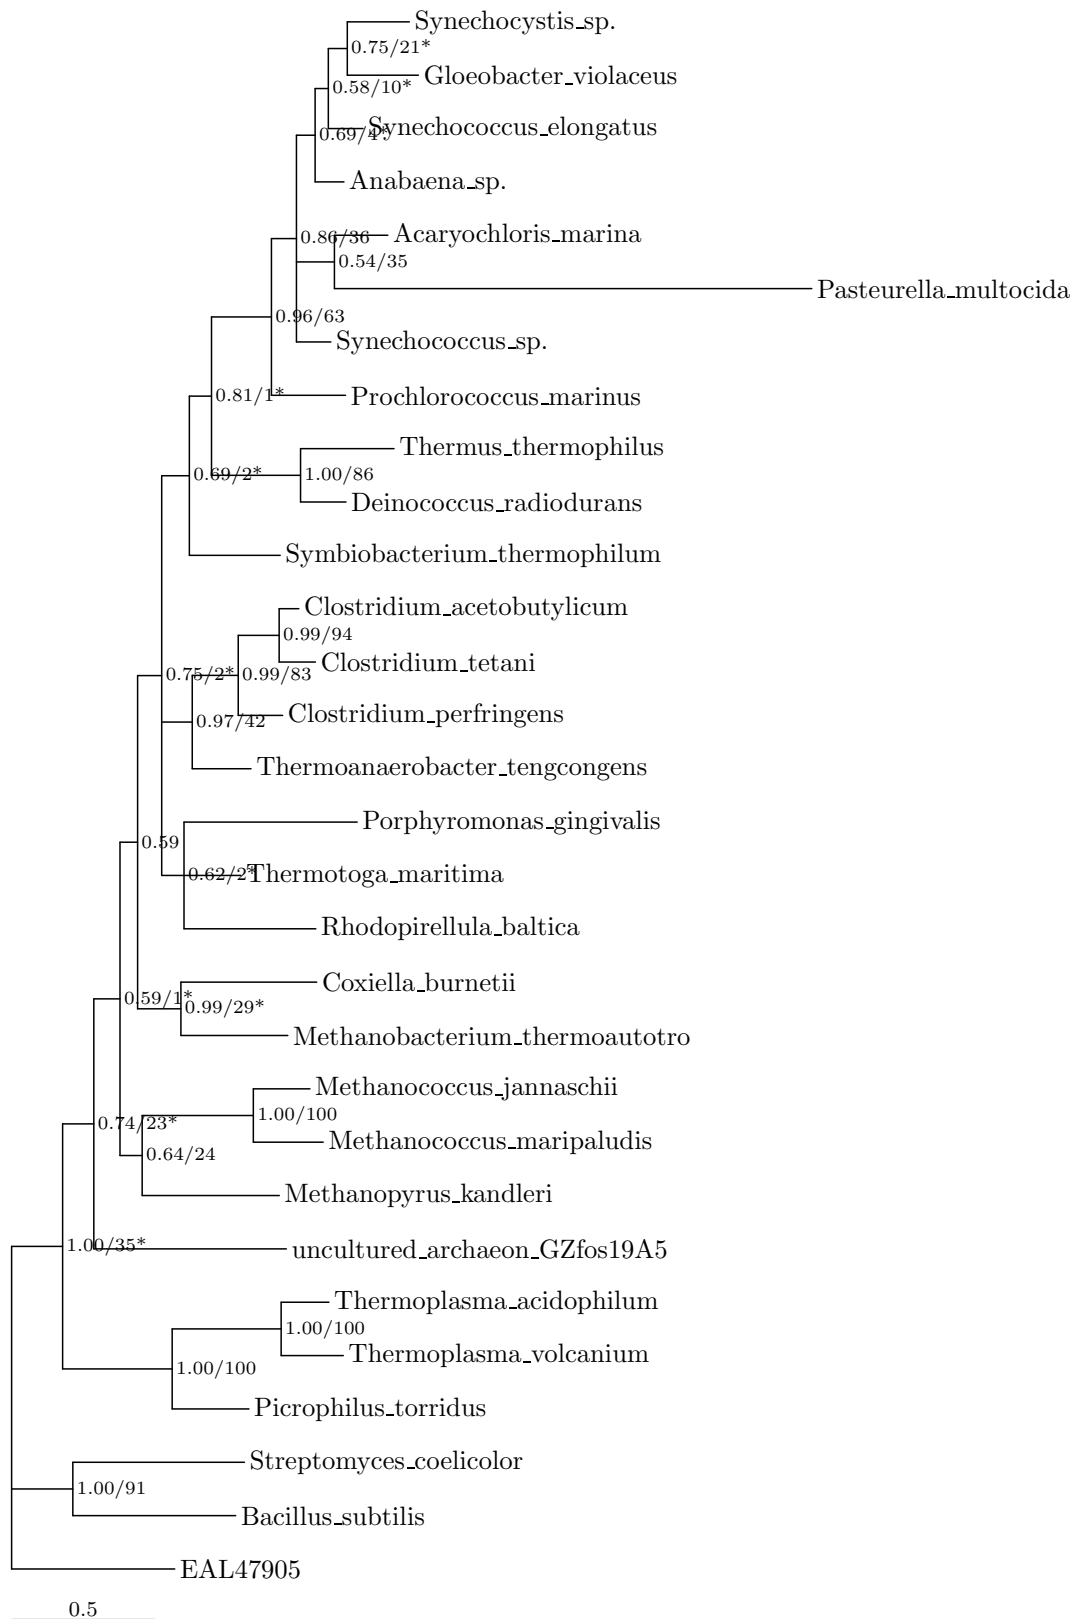 Synechocystis_sp.
0.75/21*
Gloeobacter_violaceus
0.58/10*
Synechococcus_elongatus
0.69/4*
Anabaena_sp.
Acaryochloris_marina
0.86/36
0.54/35
Pasteurella_multocida
0.96/63
Synechococcus_sp.
0.81/1*
Prochlorococcus_marinus
Thermus_thermophilus
0.69/2*
1.00/86
Deinococcus_radiodurans
Symbiobacterium_thermophilum
Clostridium_acetobutylicum
0.99/94
Clostridium_tetani
0.75/2*
0.99/83
Clostridium_perfringens
0.97/42
Thermoanaerobacter_tengcongens
Porphyromonas_gingivalis
0.59
0.62/2*
Thermotoga_maritima
Rhodopirellula_baltica
Coxiella_burnetii
0.59/1*
0.99/29*
Methanobacterium_thermoautotro
Methanococcus_jannaschii
1.00/100
0.74/23*
Methanococcus_maripaludis
0.64/24
Methanopyrus_kandleri
1.00/35*
uncultured_archaeon_GZfos19A5
Thermoplasma_acidophilum
1.00/100
Thermoplasma_volcanium
1.00/100
Picrophilus_torridus
Streptomyces_coelicolor
1.00/91
Bacillus_subtilis
EAL47905
0.5